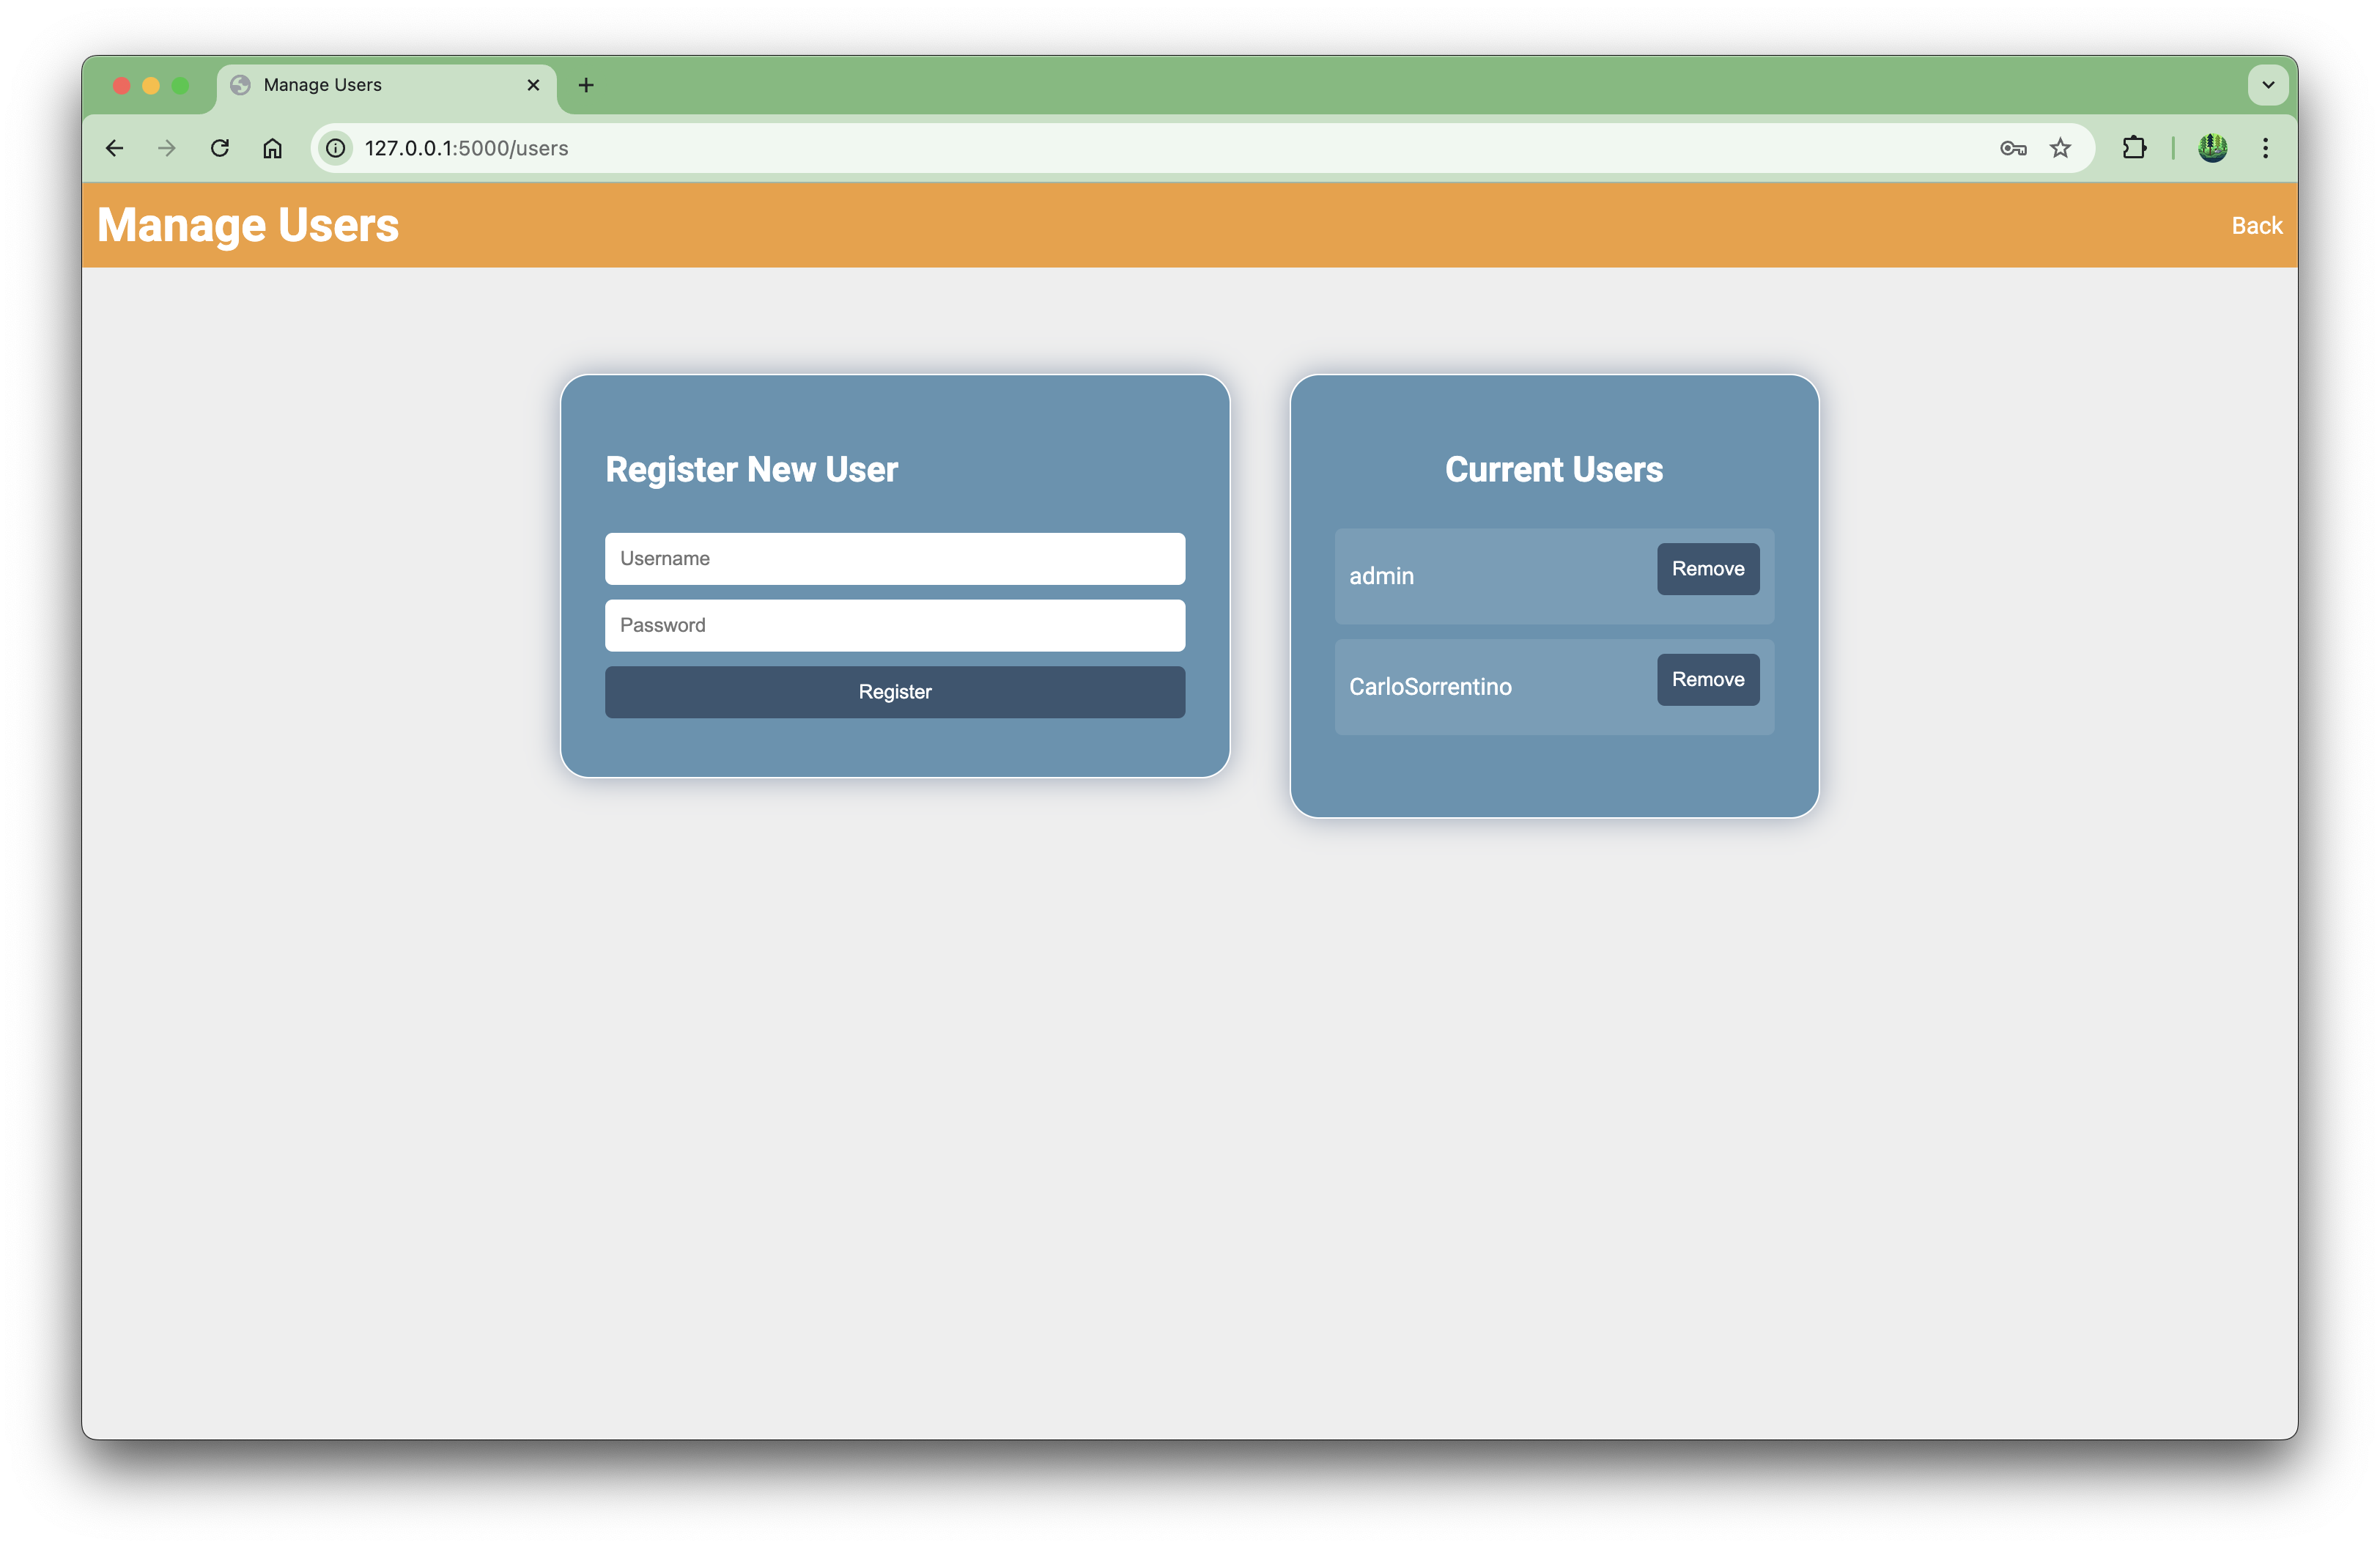 Manage Users
127.0.0.1:5000/users
Manage Users
Back
Register New User
Username
Password
Register
Current Users
admin
Remove
CarloSorrentino
Remove